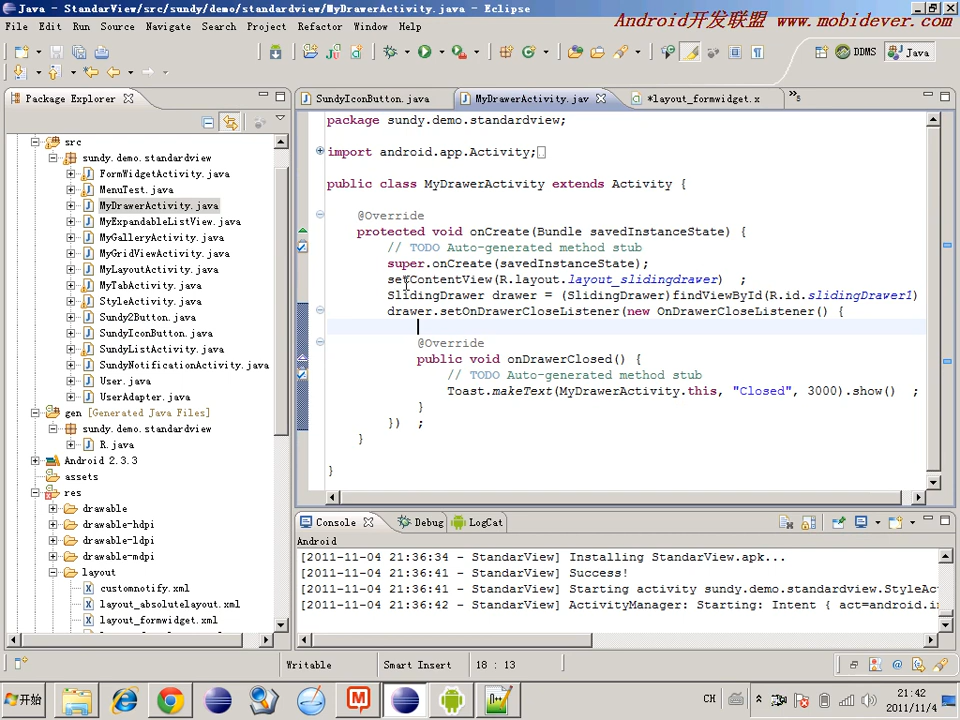 Java - StandarView/src/sundy/demo/standardview/MyDrawerActivity.java - Eclipse
Android开发联盟 www.mobidever.com
File Edit Run Source Navigate Search Project Refactor Window Help
DDMS Java
Package Explorer
SundyIconButton.java MyDrawerActivity.jav *layout_formwidget.x »5
src
sundy.demo.standardview
FormWidgetActivity.java
MenuTest.java
MyDrawerActivity.java
MyExpandableListView.java
MyGalleryActivity.java
MyGridViewActivity.java
MyLayoutActivity.java
MyTabActivity.java
StyleActivity.java
Sundy2Button.java
SundyIconButton.java
SundyListActivity.java
SundyNotificationActivity.java
User.java
UserAdapter.java
gen [Generated Java Files]
sundy.demo.standardview
R.java
Android 2.3.3
assets
res
drawable
drawable-hdpi
drawable-ldpi
drawable-mdpi
layout
customnotify.xml
layout_absolutelayout.xml
layout_formwidget.xml
package sundy.demo.standardview;
import android.app.Activity;
public class MyDrawerActivity extends Activity {
@Override
protected void onCreate(Bundle savedInstanceState) {
// TODO Auto-generated method stub
super.onCreate(savedInstanceState);
setContentView(R.layout.layout_slidingdrawer) ;
SlidingDrawer drawer = (SlidingDrawer)findViewById(R.id.slidingDrawer1)
drawer.setOnDrawerCloseListener(new OnDrawerCloseListener() {
@Override
public void onDrawerClosed() {
// TODO Auto-generated method stub
Toast.makeText(MyDrawerActivity.this, "Closed", 3000).show() ;
}
}) ;
}
}
Console Debug LogCat
Android
[2011-11-04 21:36:34 - StandarView] Installing StandarView.apk...
[2011-11-04 21:36:41 - StandarView] Success!
[2011-11-04 21:36:41 - StandarView] Starting activity sundy.demo.standardview.StyleAc
[2011-11-04 21:36:42 - StandarView] ActivityManager: Starting: Intent { act=android.i
Writable Smart Insert 18 : 13
开始 CH 21:42
2011/11/4